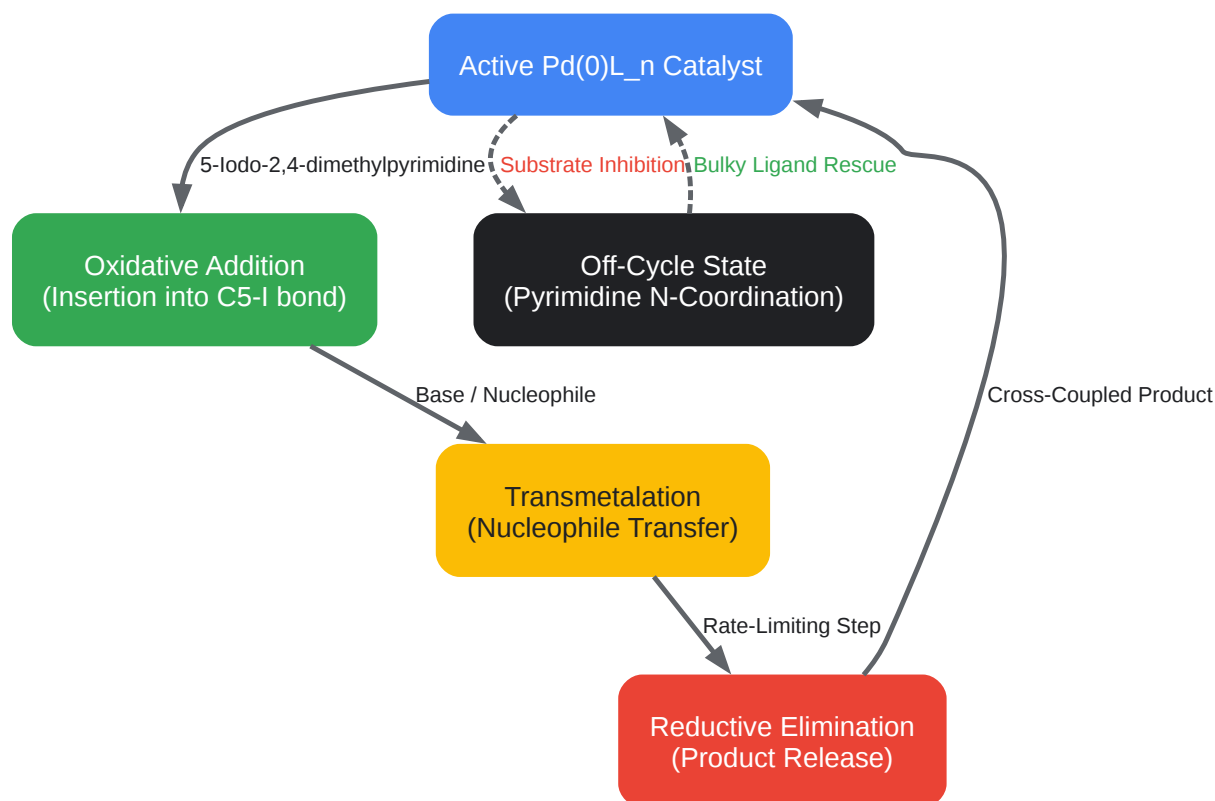 Active Pd(0)L_n Catalyst
5-Iodo-2,4-dimethylpyrimidine
Substrate Inhibition
Bulky Ligand Rescue
Oxidative Addition
(Insertion into C5-I bond)
Off-Cycle State
(Pyrimidine N-Coordination)
Base / Nucleophile
Cross-Coupled Product
Transmetalation
(Nucleophile Transfer)
Rate-Limiting Step
Reductive Elimination
(Product Release)